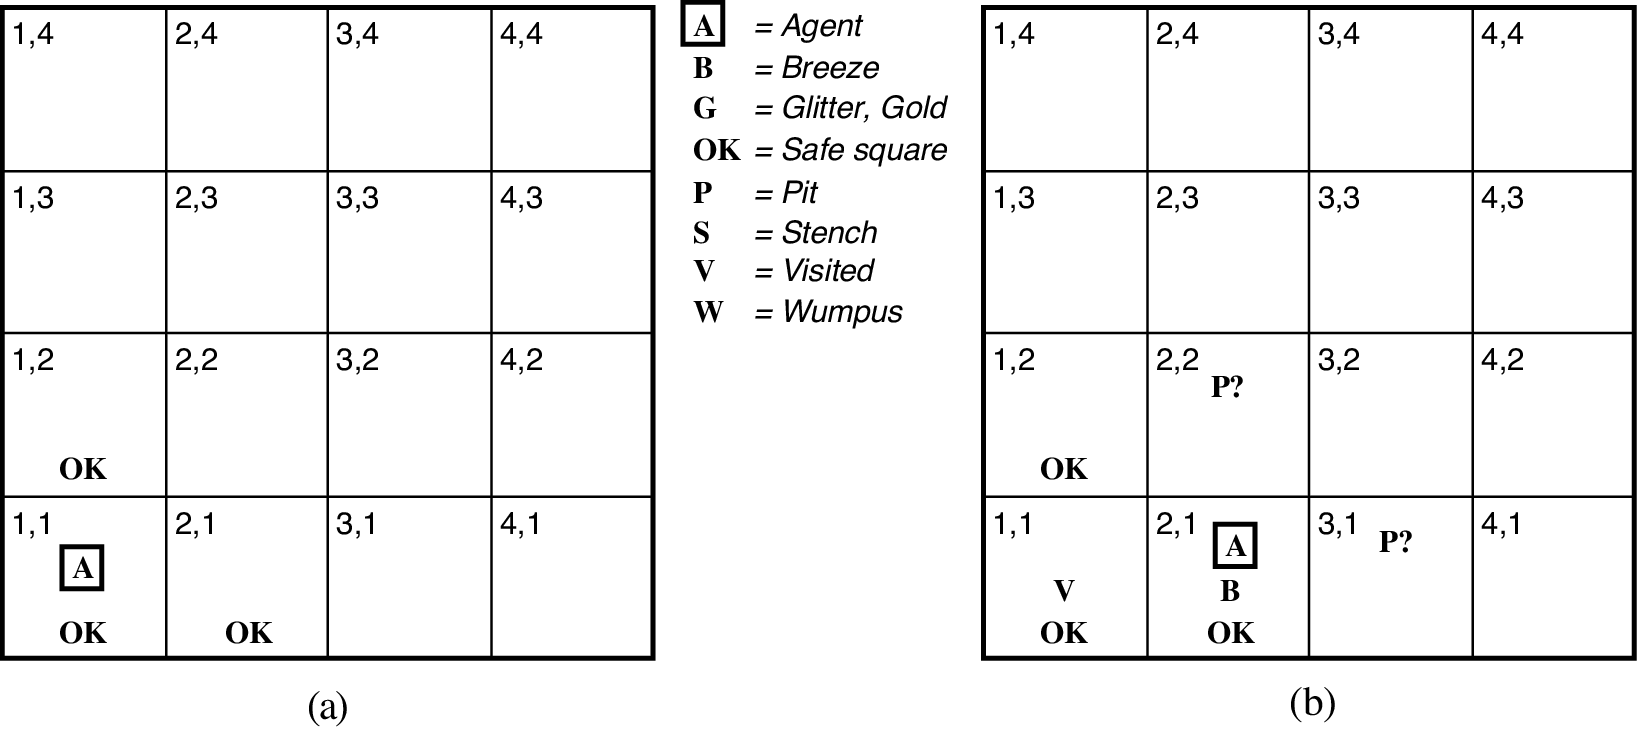 1,4 2,4 3,4 4,4
1,3 2,3 3,3 4,3
1,2 2,2 3,2 4,2
OK
1,1 2,1 3,1 4,1
A
OK OK
(a)
A = Agent
B = Breeze
G = Glitter, Gold
OK = Safe square
P = Pit
S = Stench
V = Visited
W = Wumpus
1,4 2,4 3,4 4,4
1,3 2,3 3,3 4,3
1,2 2,2 3,2 4,2
P?
OK
1,1 2,1 A 3,1 P? 4,1
V B
OK OK
(b)